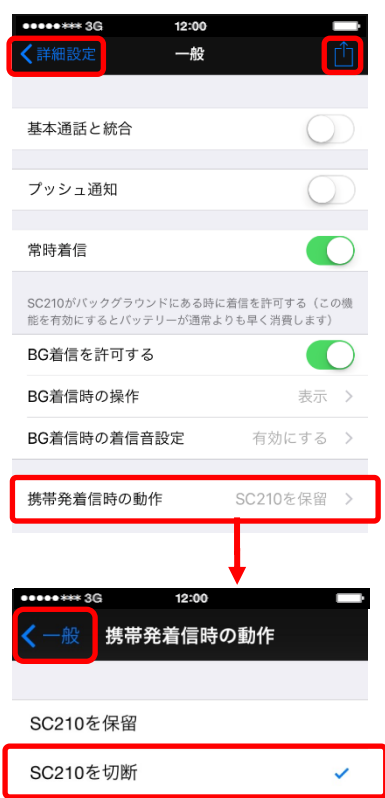 ●●●●●*** 3G 12:00
詳細設定 一般
基本通話と統合
プッシュ通知
常時着信
SC210がバックグラウンドにある時に着信を許可する（この機
能を有効にするとバッテリーが通常よりも早く消費します）
BG着信を許可する
BG着信時の操作 表示
BG着信時の着信音設定 有効にする
携帯発着信時の動作 SC210を保留
●●●●●*** 3G 12:00
一般 携帯発着信時の動作
SC210を保留
SC210を切断